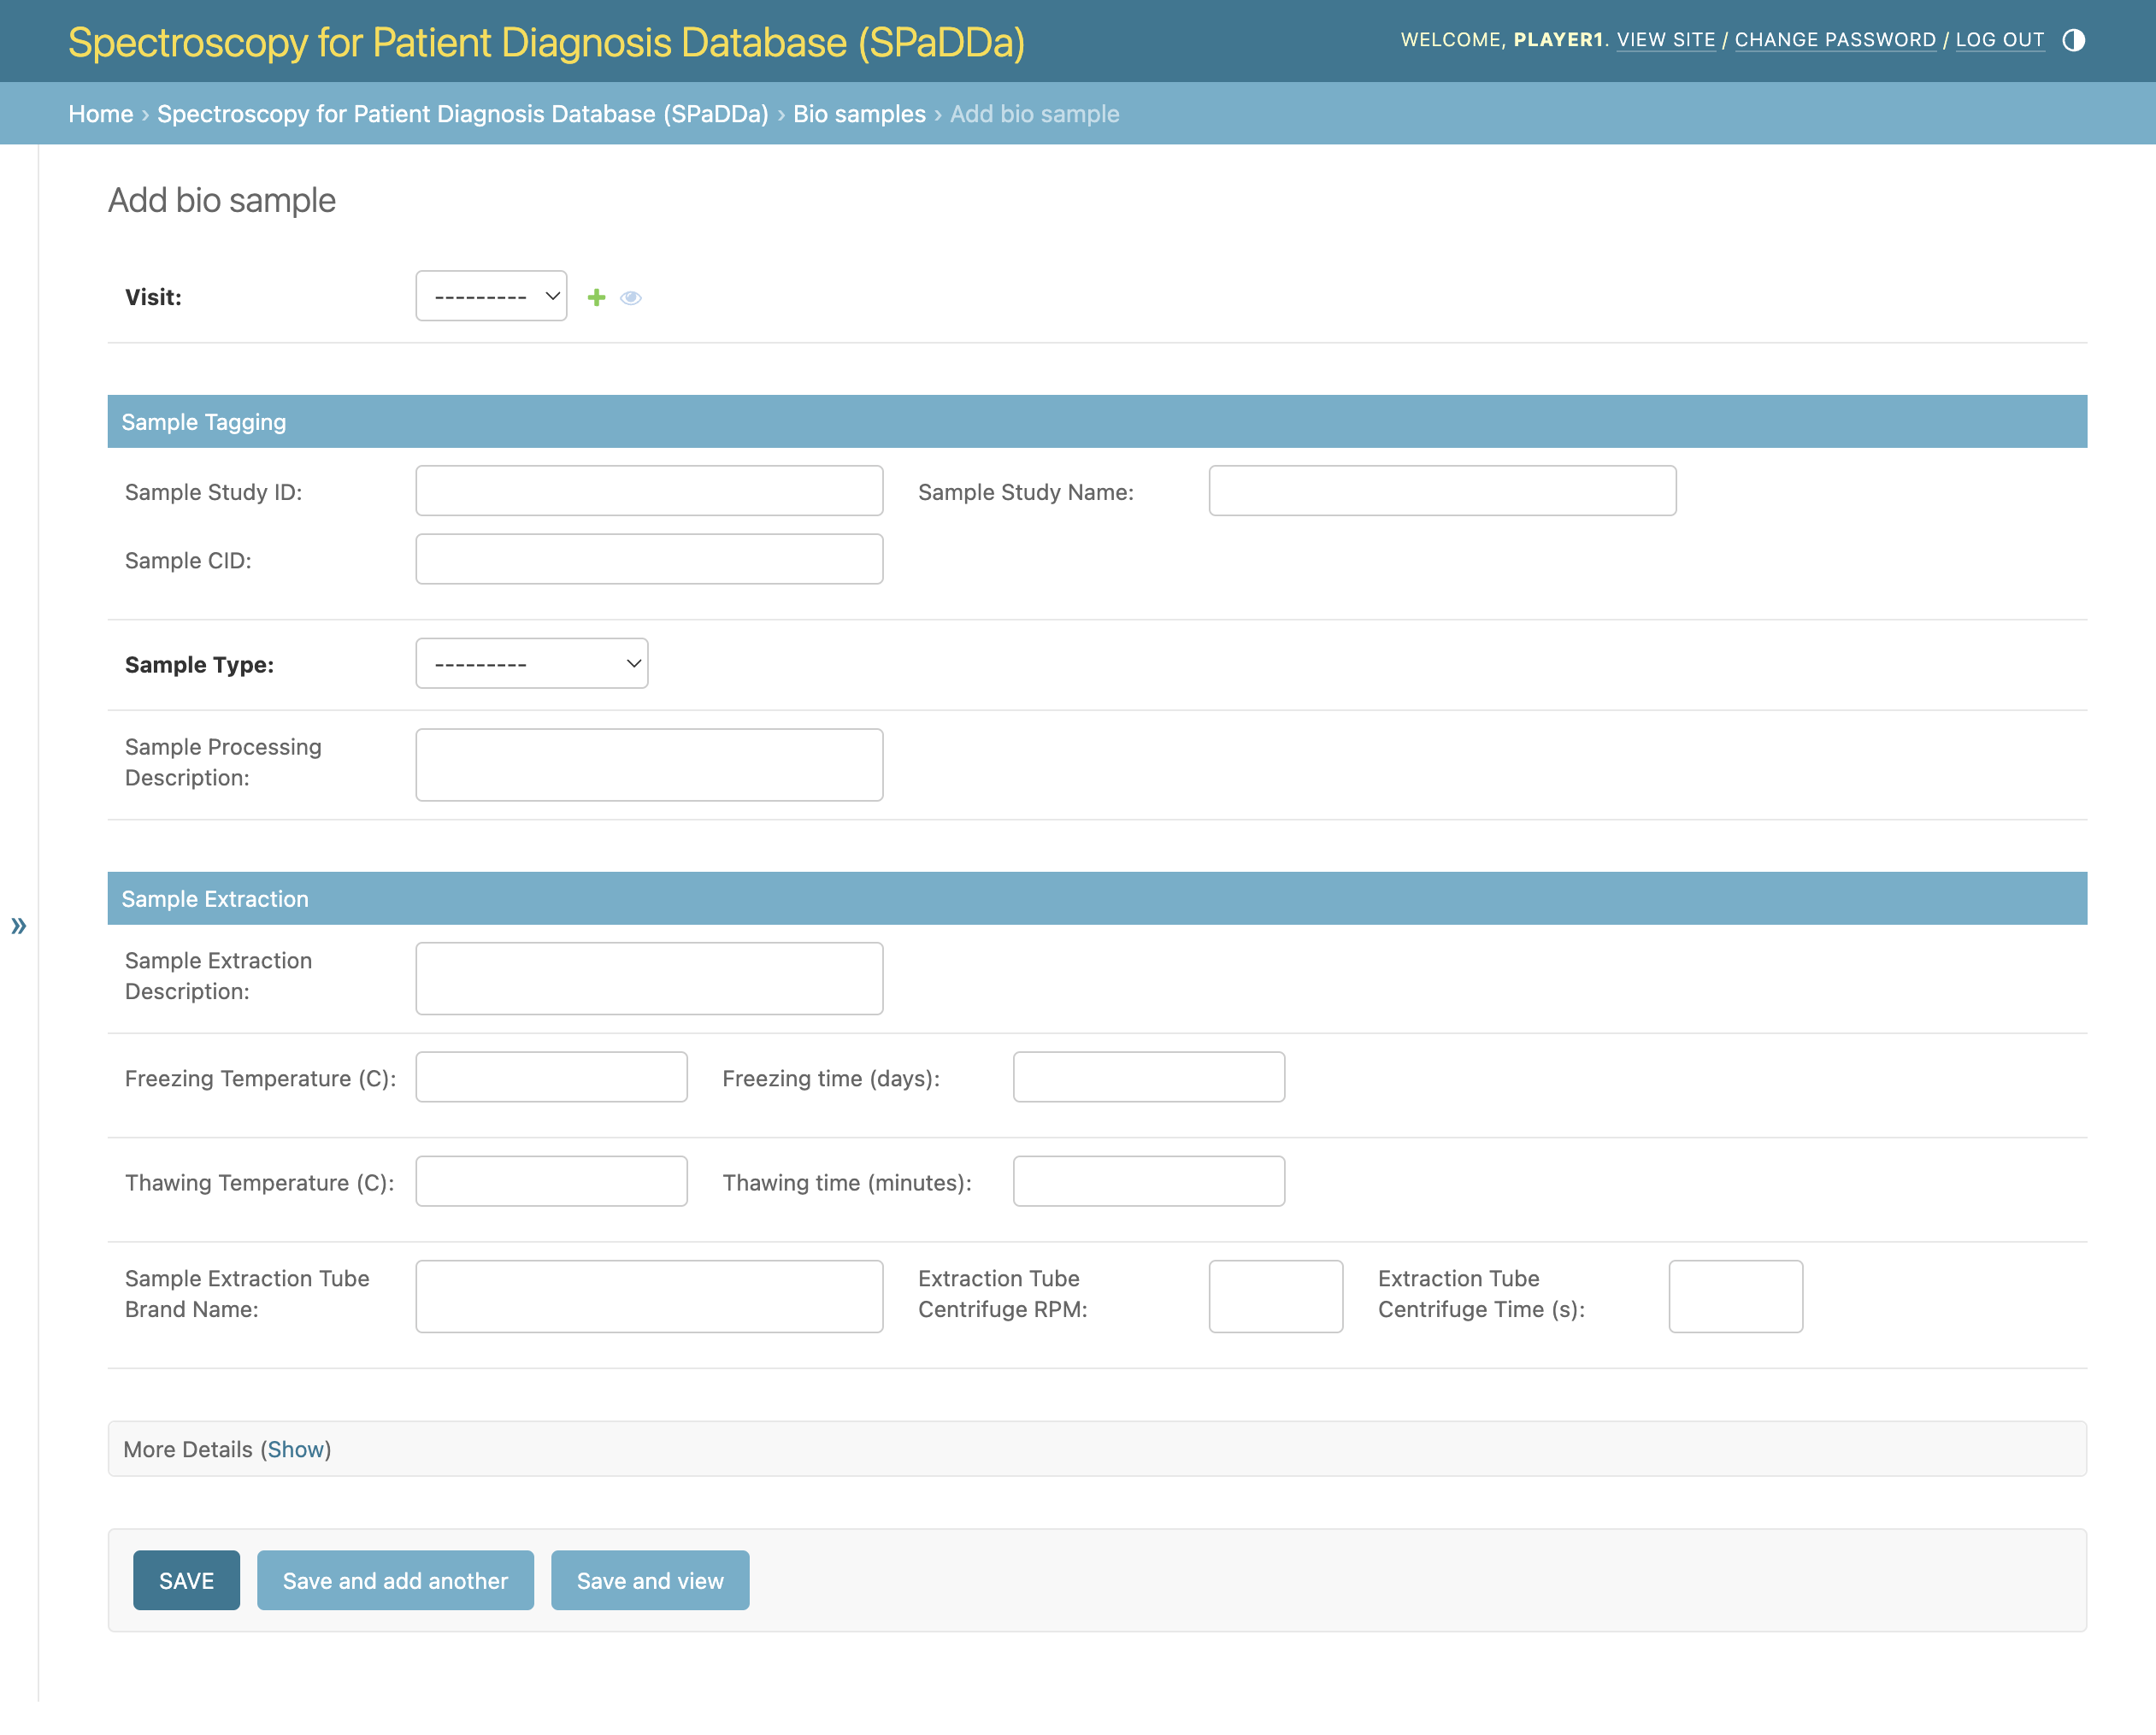 Spectroscopy for Patient Diagnosis Database (SPaDDa)
WELCOME, PLAYER1. VIEW SITE / CHANGE PASSWORD / LOG OUT
Home › Spectroscopy for Patient Diagnosis Database (SPaDDa) › Bio samples › Add bio sample
Add bio sample
Visit: ---------
Sample Tagging
Sample Study ID: Sample Study Name:
Sample CID:
Sample Type: ---------
Sample Processing
Description:
»
Sample Extraction
Sample Extraction
Description:
Freezing Temperature (C): Freezing time (days):
Thawing Temperature (C): Thawing time (minutes):
Sample Extraction Tube
Brand Name:
Extraction Tube
Centrifuge RPM:
Extraction Tube
Centrifuge Time (s):
More Details (Show)
SAVE Save and add another Save and view